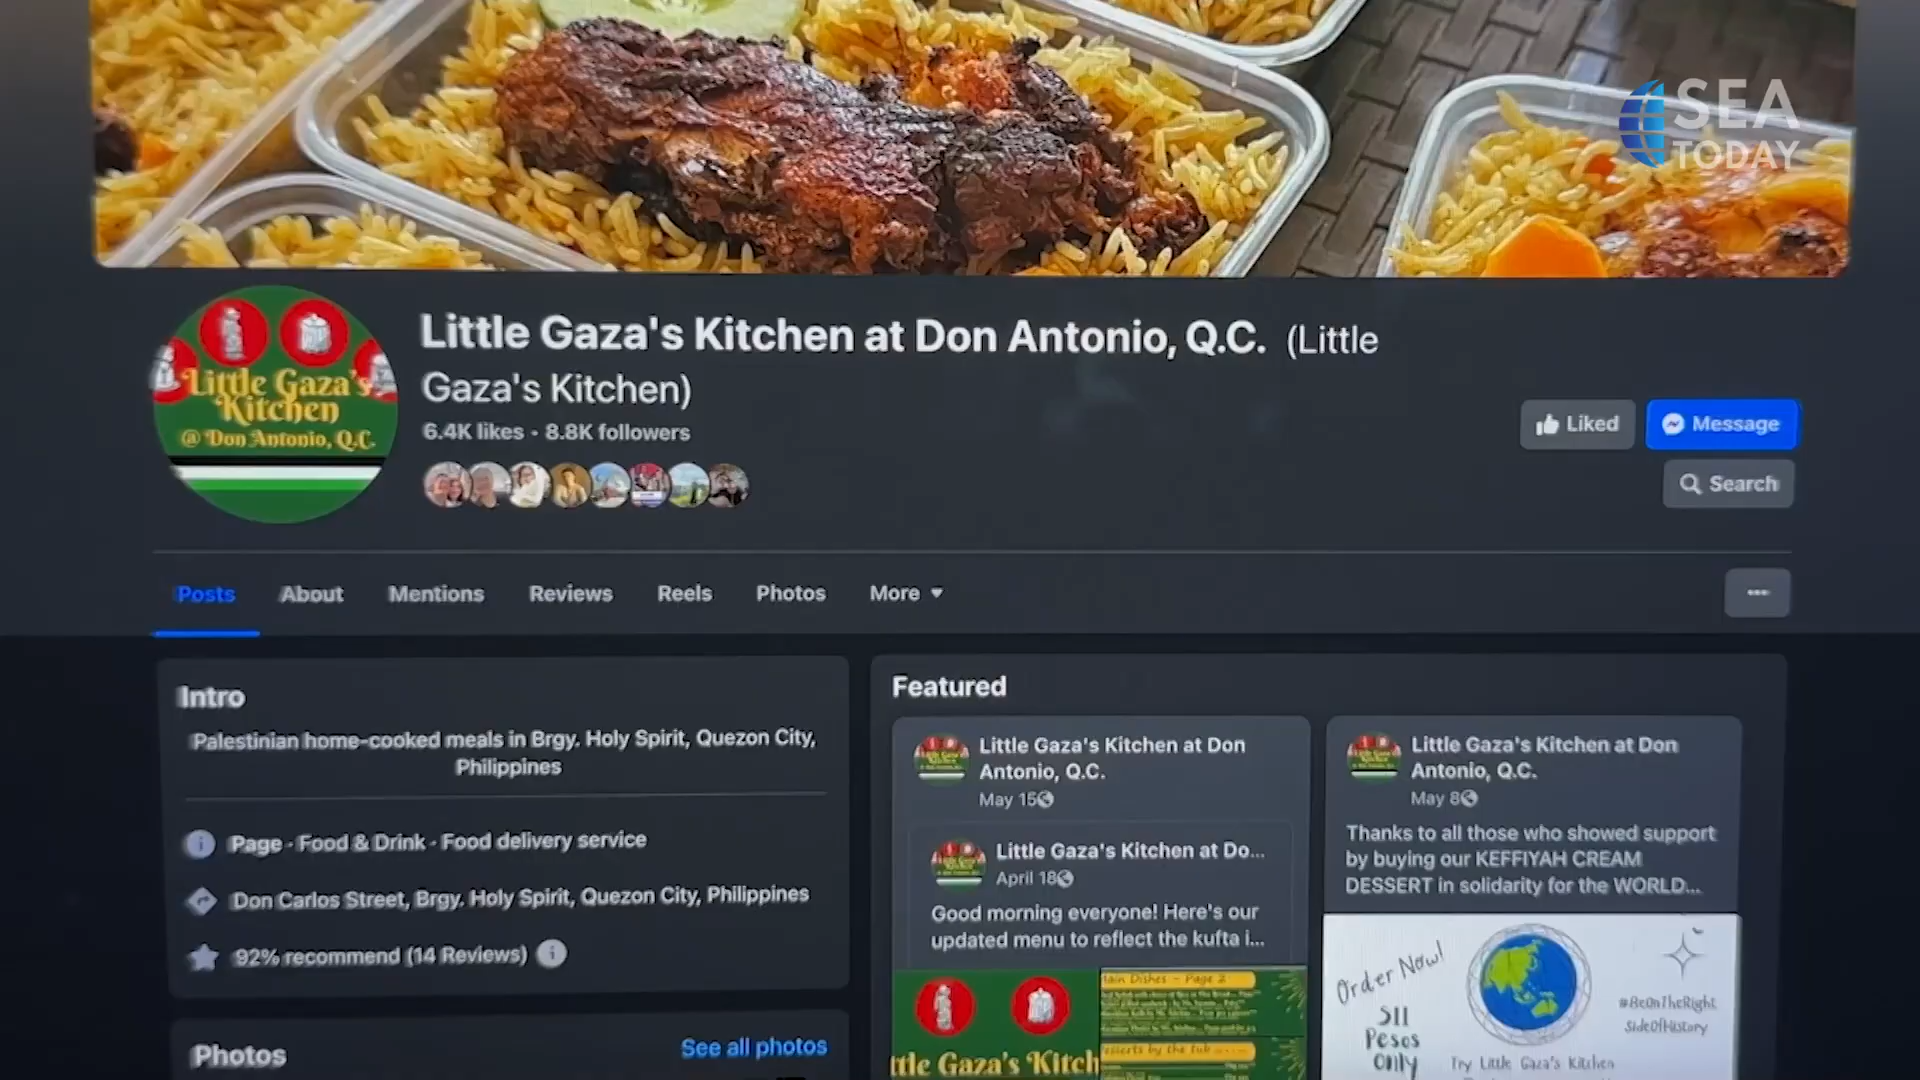 SEA
TODAY
Little Gaza's Kitchen at Don Antonio, Q.C. (Little
Gaza's Kitchen)
6.4K likes · 8.8K followers
Little Gaza's
Kitchen
@ Don Antonio, Q.C.
Liked
Message
Search
Posts
About
Mentions
Reviews
Reels
Photos
More
Intro
Palestinian home-cooked meals in Brgy. Holy Spirit, Quezon City,
Philippines
Page · Food & Drink · Food delivery service
Don Carlos Street, Brgy. Holy Spirit, Quezon City, Philippines
92% recommend (14 Reviews)
Photos
See all photos
Featured
Little Gaza's Kitchen at Don
Antonio, Q.C.
May 15
Little Gaza's Kitchen at Do...
April 18
Good morning everyone! Here's our
updated menu to reflect the kufta i...
ttle Gaza's Kitch
ain Dishes - Page 2
esserts by the tub
Little Gaza's Kitchen at Don
Antonio, Q.C.
May 8
Thanks to all those who showed support
by buying our KEFFIYAH CREAM
DESSERT in solidarity for the WORLD...
Order Now!
511
Pesos
Only
#BeOnTheRight
SideOfHistory
Try Little Gaza's Kitchen